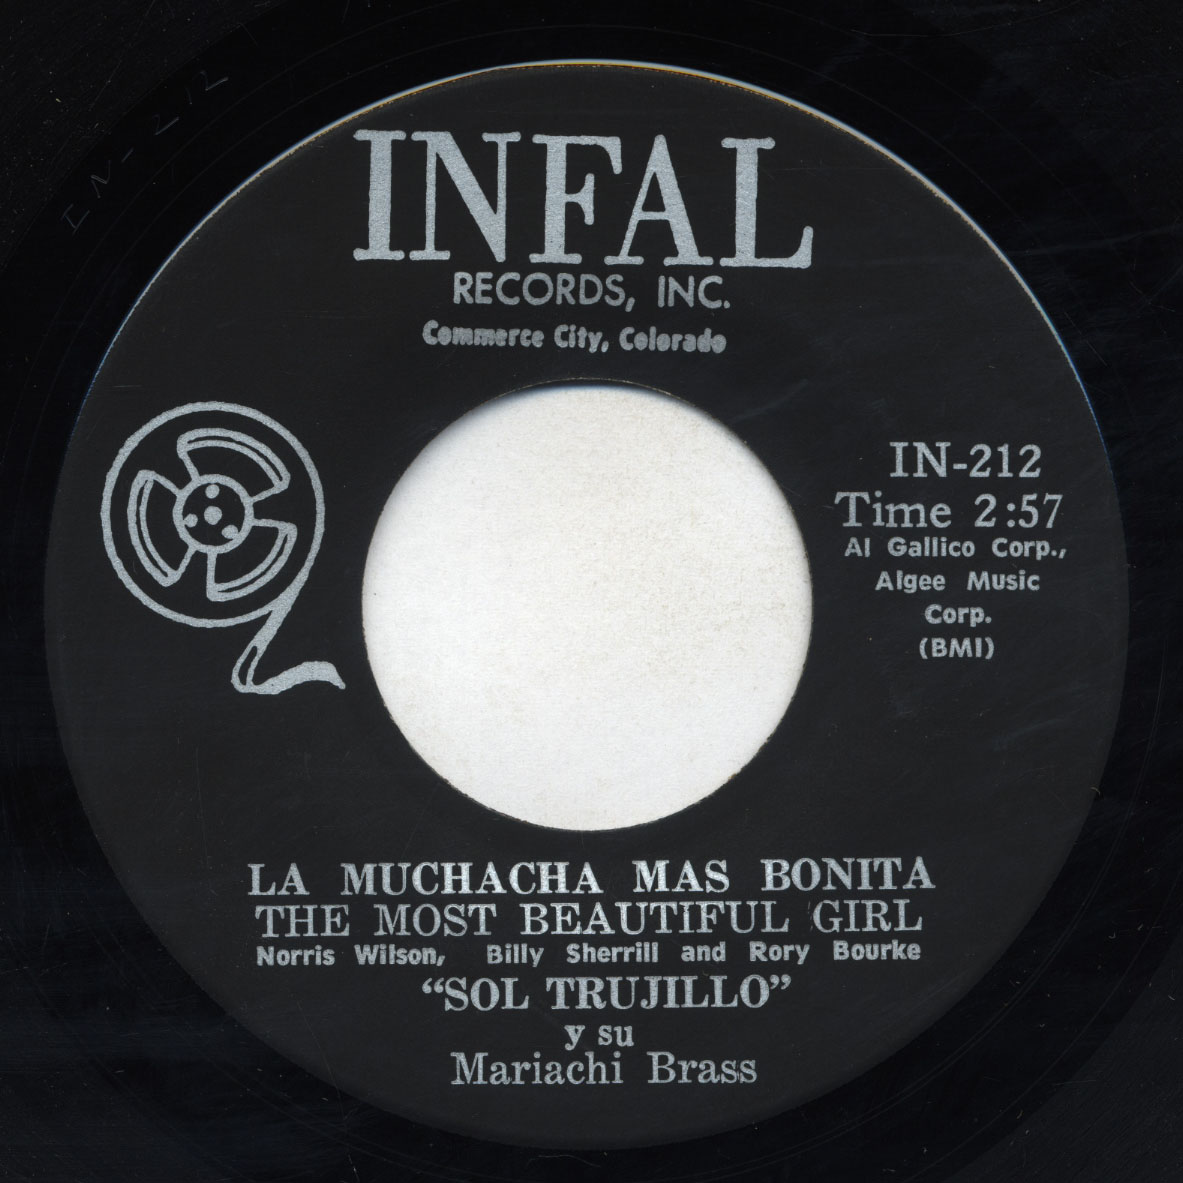 IN-212
INFAL
RECORDS, INC.
Commerce City, Colorado
IN-212
Time 2:57
Al Gallico Corp.,
Algee Music
Corp.
(BMI)
LA MUCHACHA MAS BONITA
THE MOST BEAUTIFUL GIRL
Norris Wilson, Billy Sherrill and Rory Bourke
“SOL TRUJILLO”
y su
Mariachi Brass